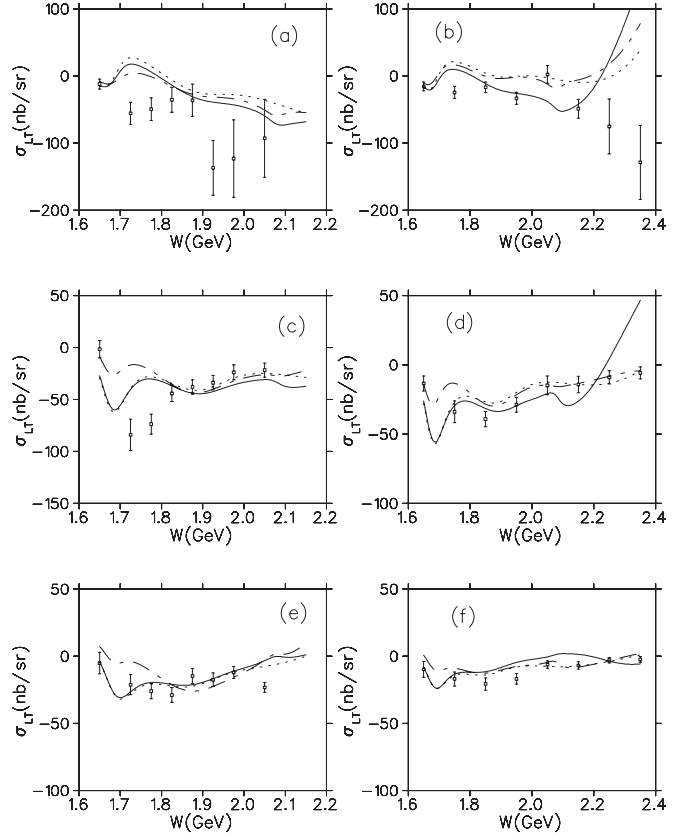 100
0
−100
−200
σLT(nb/sr)
(a)
1.6 1.7 1.8 1.9 2.0 2.1 2.2
W(GeV)
100
0
−100
−200
σLT(nb/sr)
(b)
1.6 1.8 2.0 2.2 2.4
W(GeV)
50
0
−50
−100
−150
σLT(nb/sr)
(c)
1.6 1.7 1.8 1.9 2.0 2.1 2.2
W(GeV)
50
0
−50
−100
σLT(nb/sr)
(d)
1.6 1.8 2.0 2.2 2.4
W(GeV)
50
0
−50
−100
σLT(nb/sr)
(e)
1.6 1.7 1.8 1.9 2.0 2.1 2.2
W(GeV)
50
0
−50
−100
σLT(nb/sr)
(f)
1.6 1.8 2.0 2.2 2.4
W(GeV)